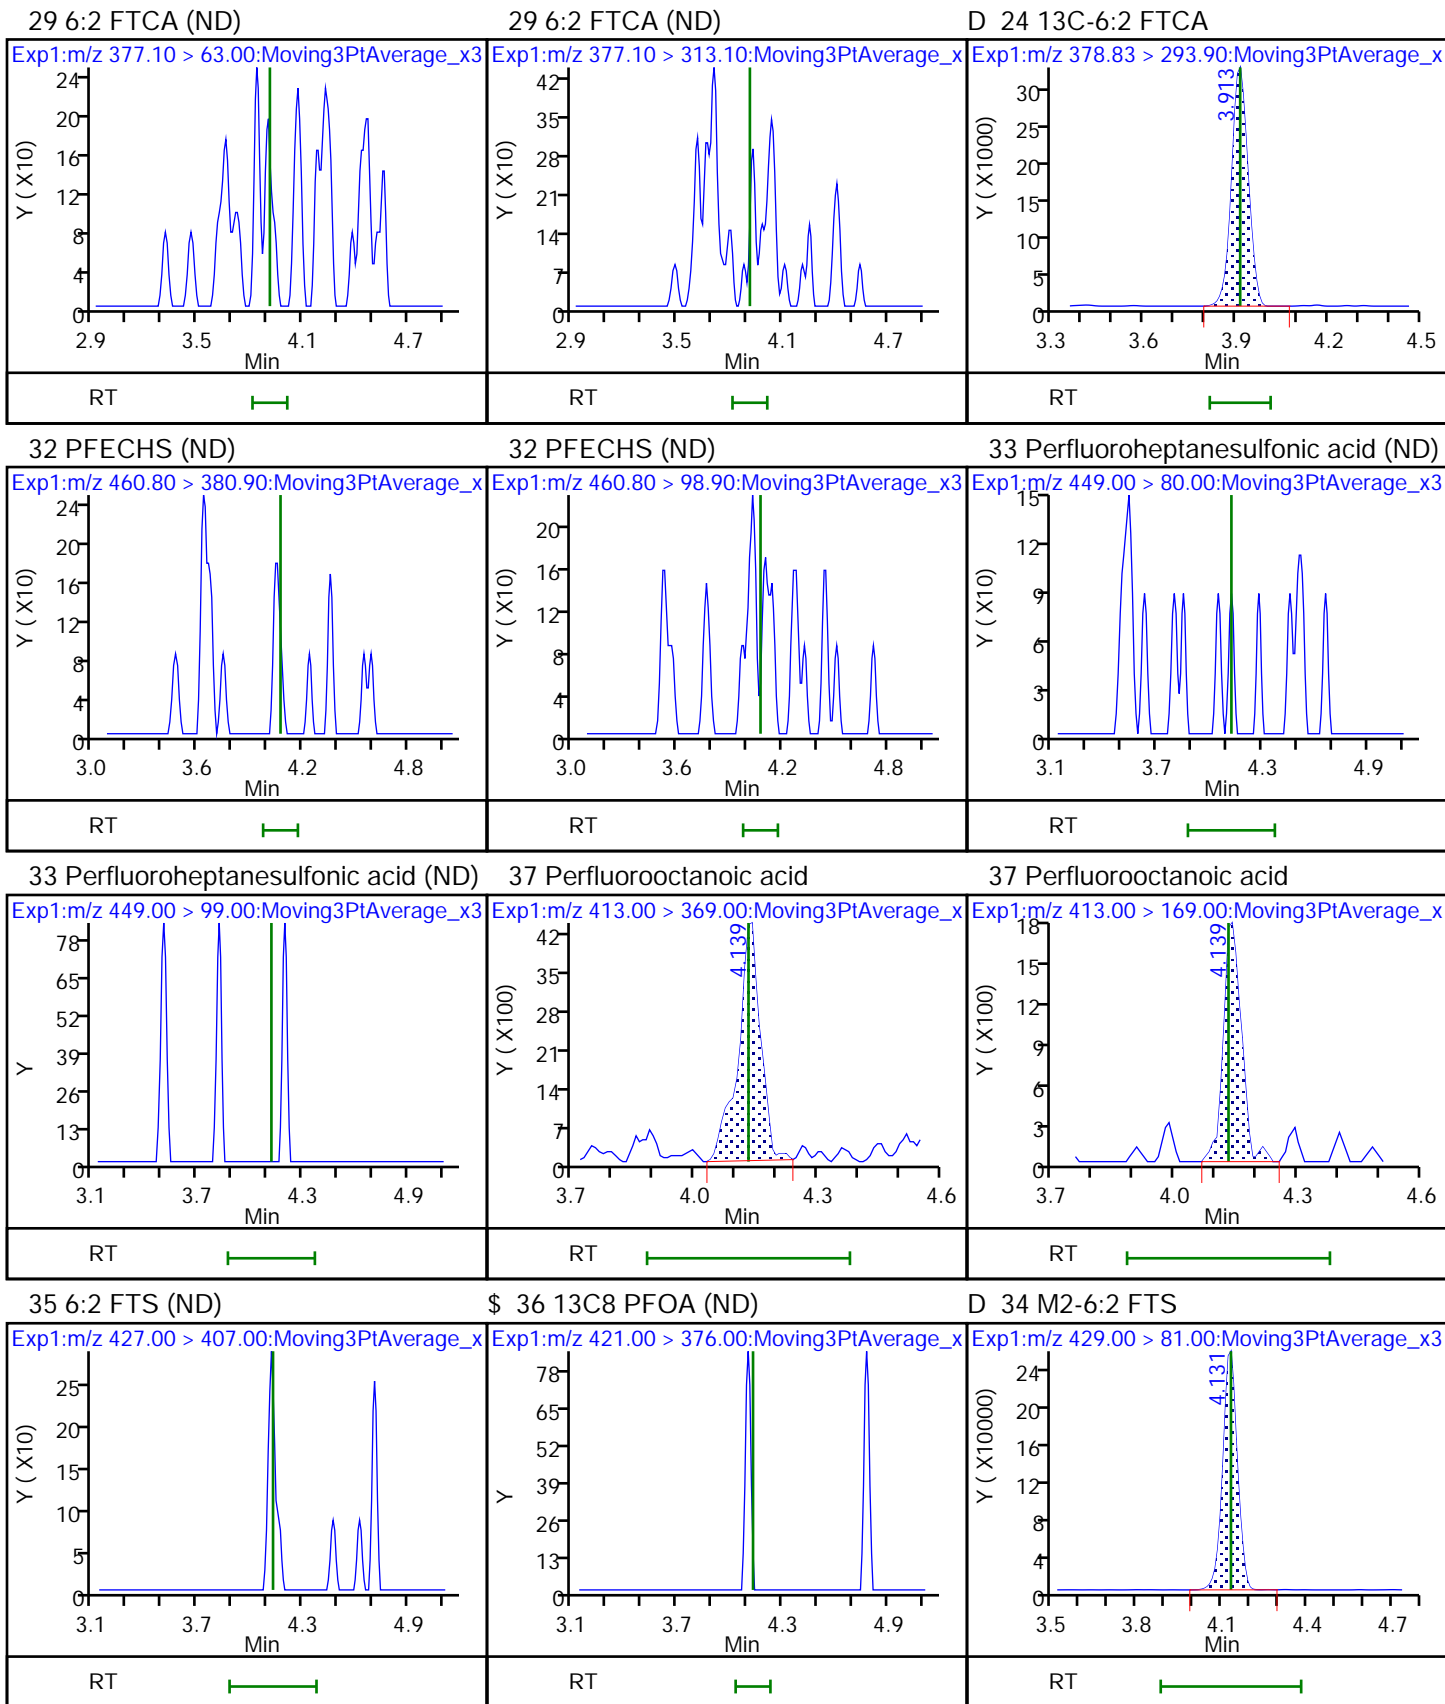 29 6:2 FTCA (ND)
Exp1:m/z 377.10 > 63.00:Moving3PtAverage_x3
Y ( X10)
24
20
16
12
8
4
0
2.9 3.5 4.1 4.7
Min
RT
29 6:2 FTCA (ND)
Exp1:m/z 377.10 > 313.10:Moving3PtAverage_x
Y ( X10)
42
35
28
21
14
7
0
2.9 3.5 4.1 4.7
Min
RT
D 24 13C-6:2 FTCA
Exp1:m/z 378.83 > 293.90:Moving3PtAverage_x
3.913
Y ( X1000)
30
25
20
15
10
5
0
3.3 3.6 3.9 4.2 4.5
Min
RT
32 PFECHS (ND)
Exp1:m/z 460.80 > 380.90:Moving3PtAverage_x
Y ( X10)
24
20
16
12
8
4
0
3.0 3.6 4.2 4.8
Min
RT
32 PFECHS (ND)
Exp1:m/z 460.80 > 98.90:Moving3PtAverage_x3
Y ( X10)
20
16
12
8
4
0
3.0 3.6 4.2 4.8
Min
RT
33 Perfluoroheptanesulfonic acid (ND)
Exp1:m/z 449.00 > 80.00:Moving3PtAverage_x3
Y ( X10)
15
12
9
6
3
0
3.1 3.7 4.3 4.9
Min
RT
33 Perfluoroheptanesulfonic acid (ND)
Exp1:m/z 449.00 > 99.00:Moving3PtAverage_x3
Y
78
65
52
39
26
13
0
3.1 3.7 4.3 4.9
Min
RT
37 Perfluorooctanoic acid
Exp1:m/z 413.00 > 369.00:Moving3PtAverage_x
4.139
Y ( X100)
42
35
28
21
14
7
0
3.7 4.0 4.3 4.6
Min
RT
37 Perfluorooctanoic acid
Exp1:m/z 413.00 > 169.00:Moving3PtAverage_x
4.139
Y ( X100)
18
15
12
9
6
3
0
3.7 4.0 4.3 4.6
Min
RT
35 6:2 FTS (ND)
Exp1:m/z 427.00 > 407.00:Moving3PtAverage_x
Y ( X10)
25
20
15
10
5
0
3.1 3.7 4.3 4.9
Min
RT
$ 36 13C8 PFOA (ND)
Exp1:m/z 421.00 > 376.00:Moving3PtAverage_x
Y
78
65
52
39
26
13
0
3.1 3.7 4.3 4.9
Min
RT
D 34 M2-6:2 FTS
Exp1:m/z 429.00 > 81.00:Moving3PtAverage_x3
4.131
Y ( X10000)
24
20
16
12
8
4
0
3.5 3.8 4.1 4.4 4.7
Min
RT